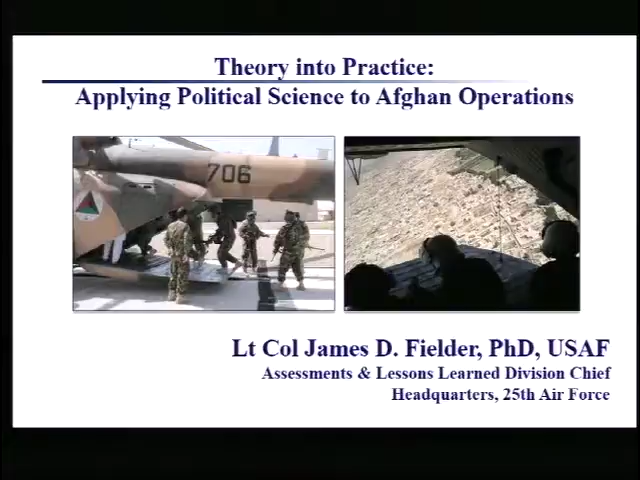 Theory into Practice:
Applying Political Science to Afghan Operations
706
Lt Col James D. Fielder, PhD, USAF
Assessments & Lessons Learned Division Chief
Headquarters, 25th Air Force